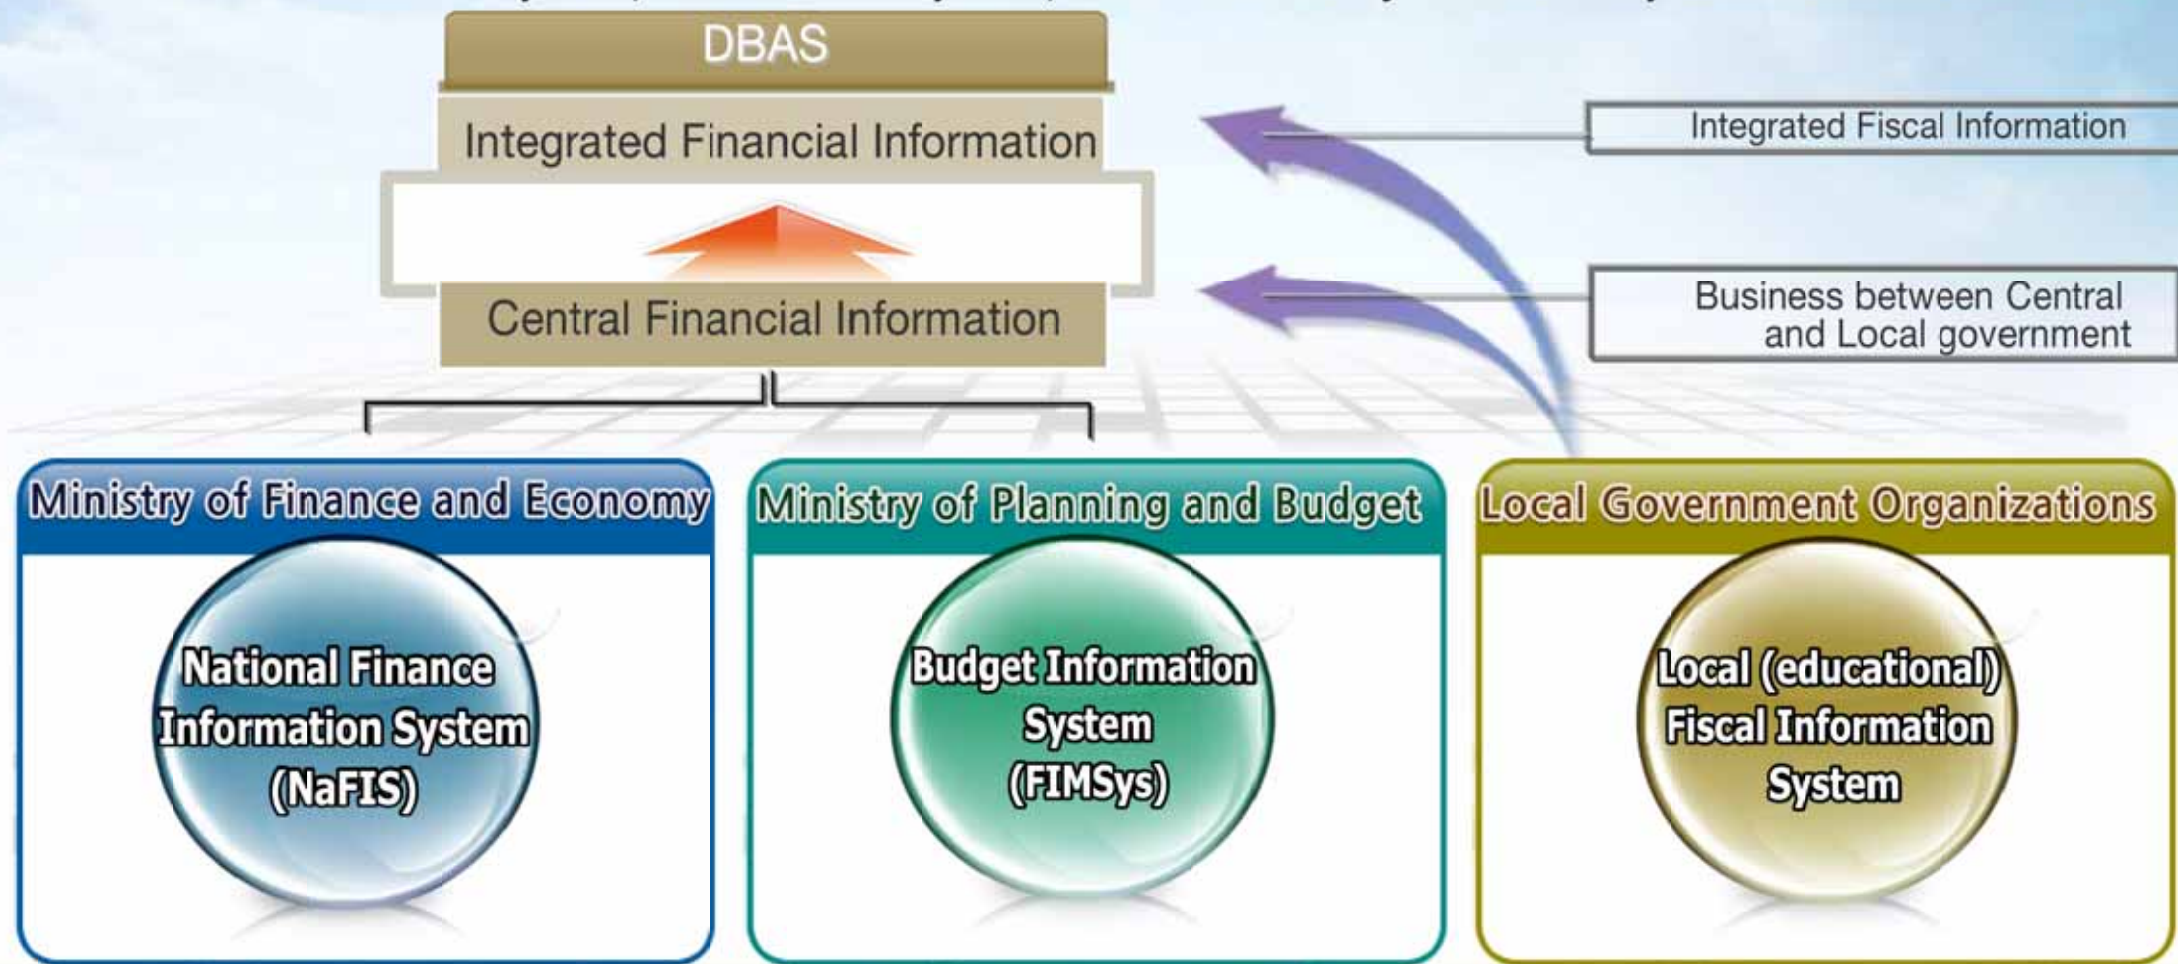 DBAS
Integrated Financial Information
Integrated Fiscal Information
Central Financial Information
Business between Central
and Local government
Ministry of Finance and Economy
National Finance
Information System
(NaFIS)
Ministry of Planning and Budget
Budget Information
System
(FIMSys)
Local Government Organizations
Local (educational)
Fiscal Information
System